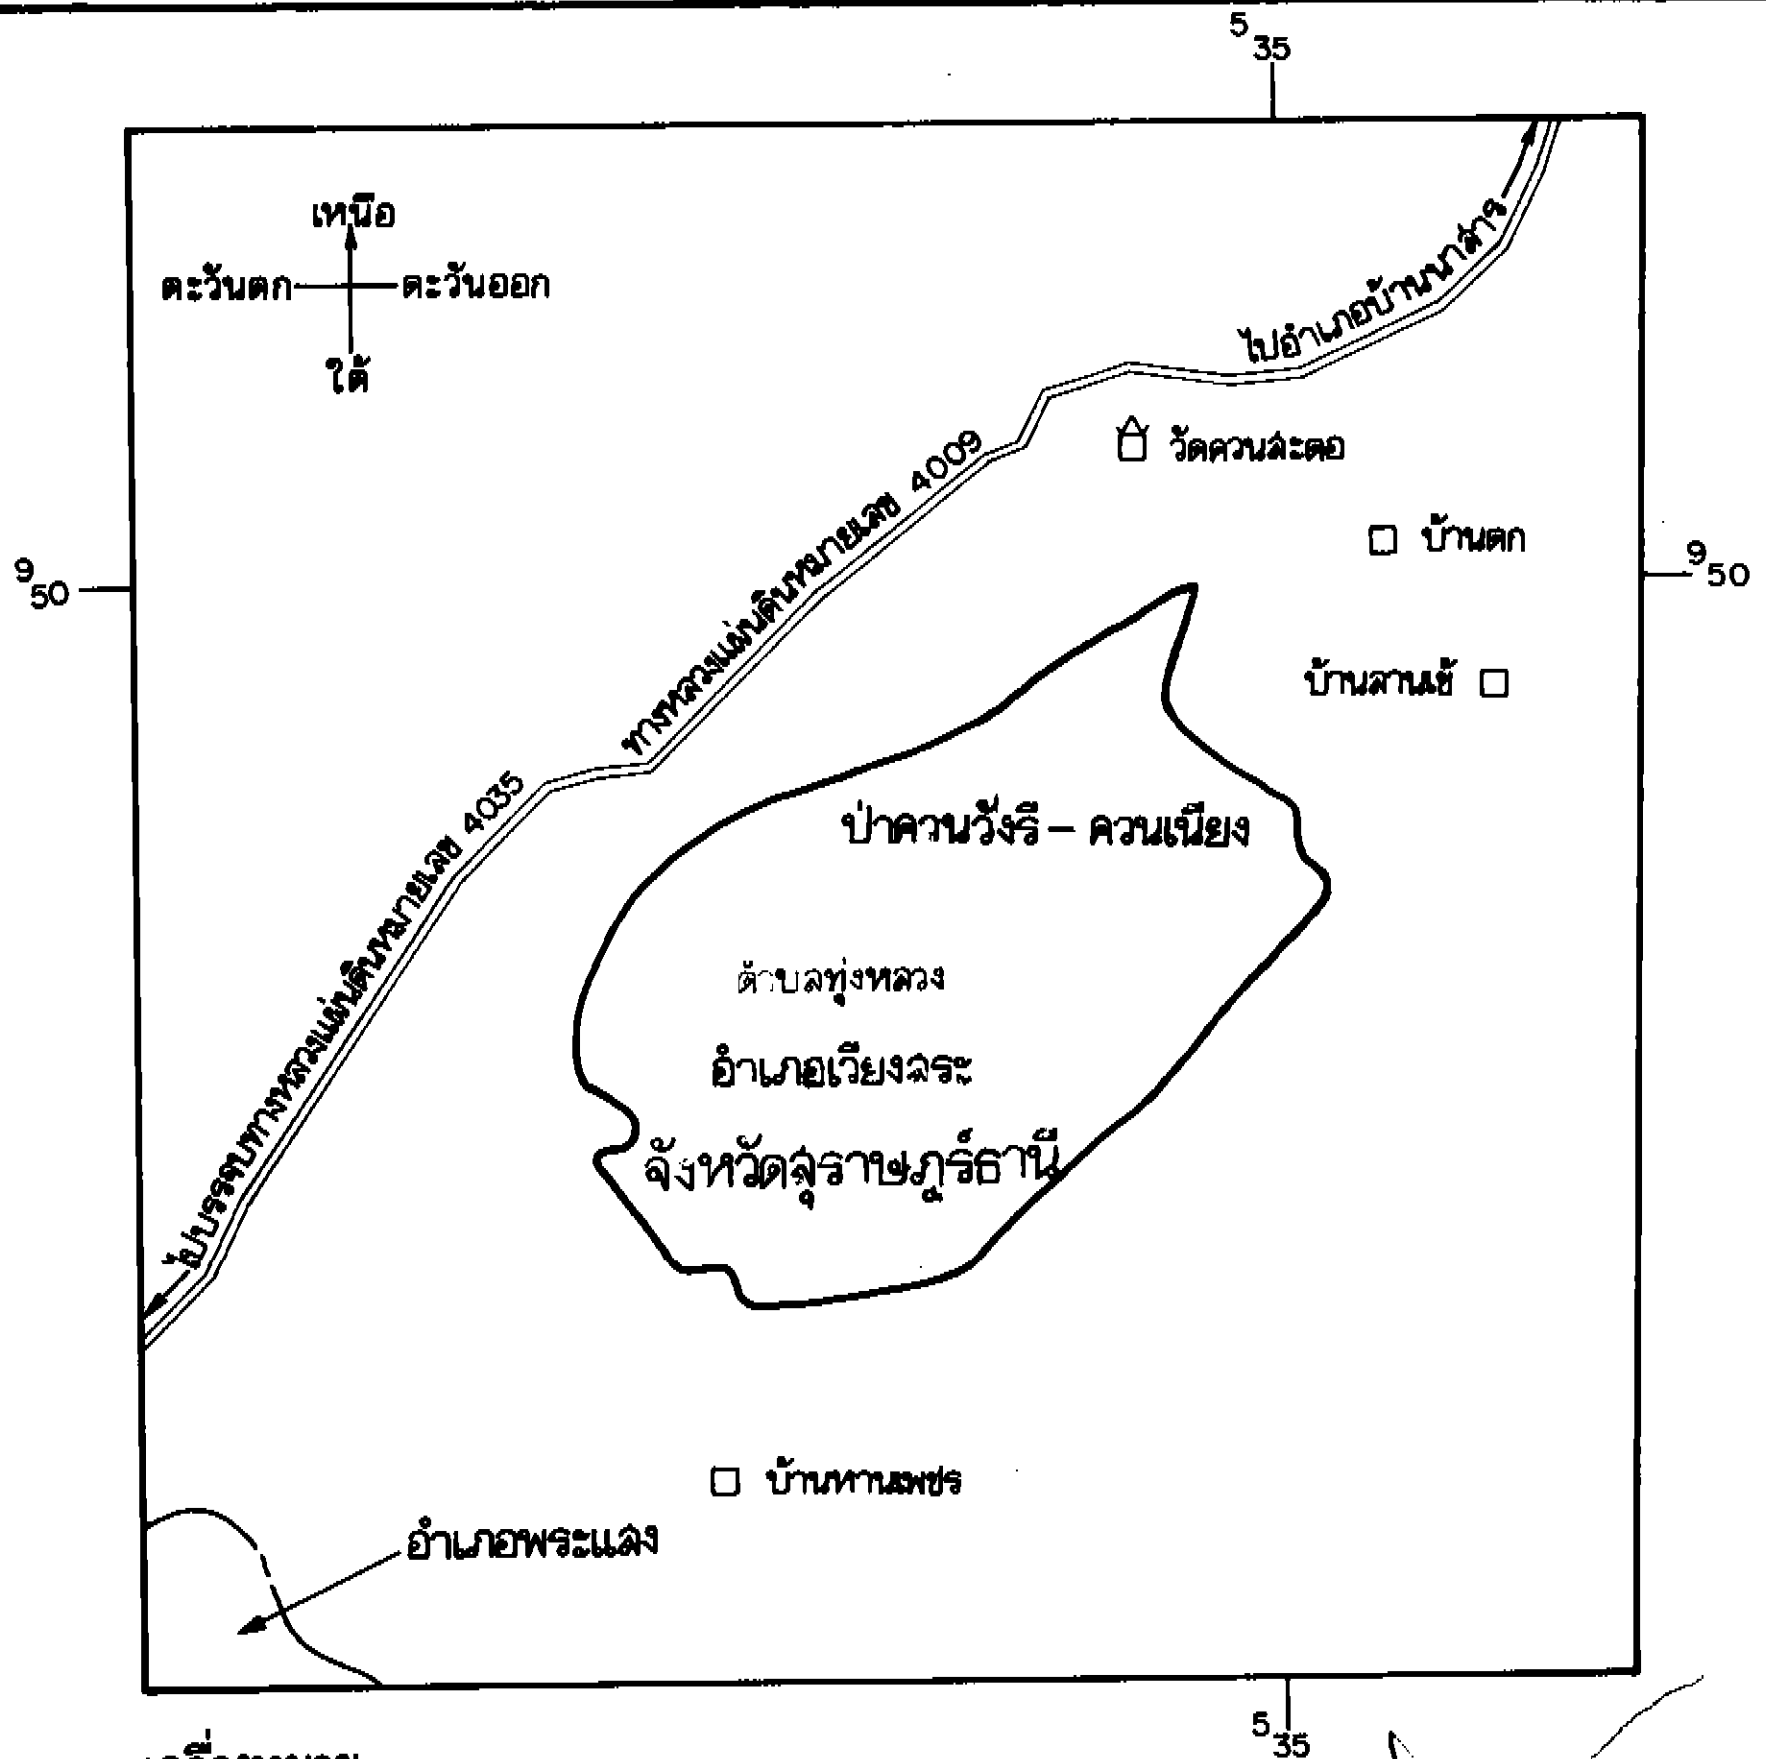 5 35
เหนือ
ตะวันตก ตะวันออก
ใต้
ไปอำเภอบ้านนาสาร
วัดควนสะตอ
ทางหลวงแผ่นดินหมายเลข 4009
บ้านตก
9 50
9 50
บ้านลานเข้
ไปบรรจบทางหลวงแผ่นดินหมายเลข 4035
ป่าควนวังรี - ควนเนียง
ตำบลทุ่งหลวง
อำเภอเวียงสระ
จังหวัดสุราษฎร์ธานี
บ้านทานเพชร
อำเภอพระแสง
5 35